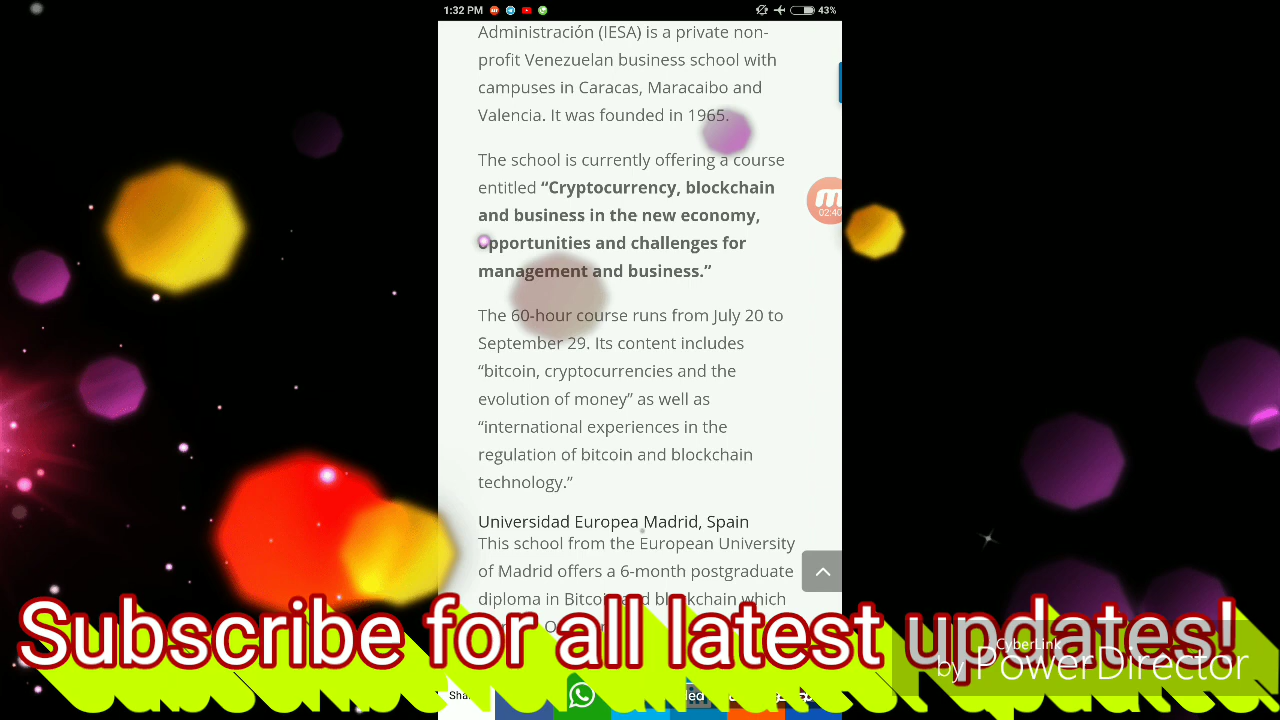 1:32 PM
43%
Administración (IESA) is a private non-
profit Venezuelan business school with
campuses in Caracas, Maracaibo and
Valencia. It was founded in 1965.
The school is currently offering a course
entitled “Cryptocurrency, blockchain
and business in the new economy,
opportunities and challenges for
management and business.”
02:40
The 60-hour course runs from July 20 to
September 29. Its content includes
“bitcoin, cryptocurrencies and the
evolution of money” as well as
“international experiences in the
regulation of bitcoin and blockchain
technology.”
Universidad Europea Madrid, Spain
This school from the European University
of Madrid offers a 6-month postgraduate
diploma in Bitcoin and blockchain which
Subscribe for all latest updates!
CyberLink
by PowerDirector